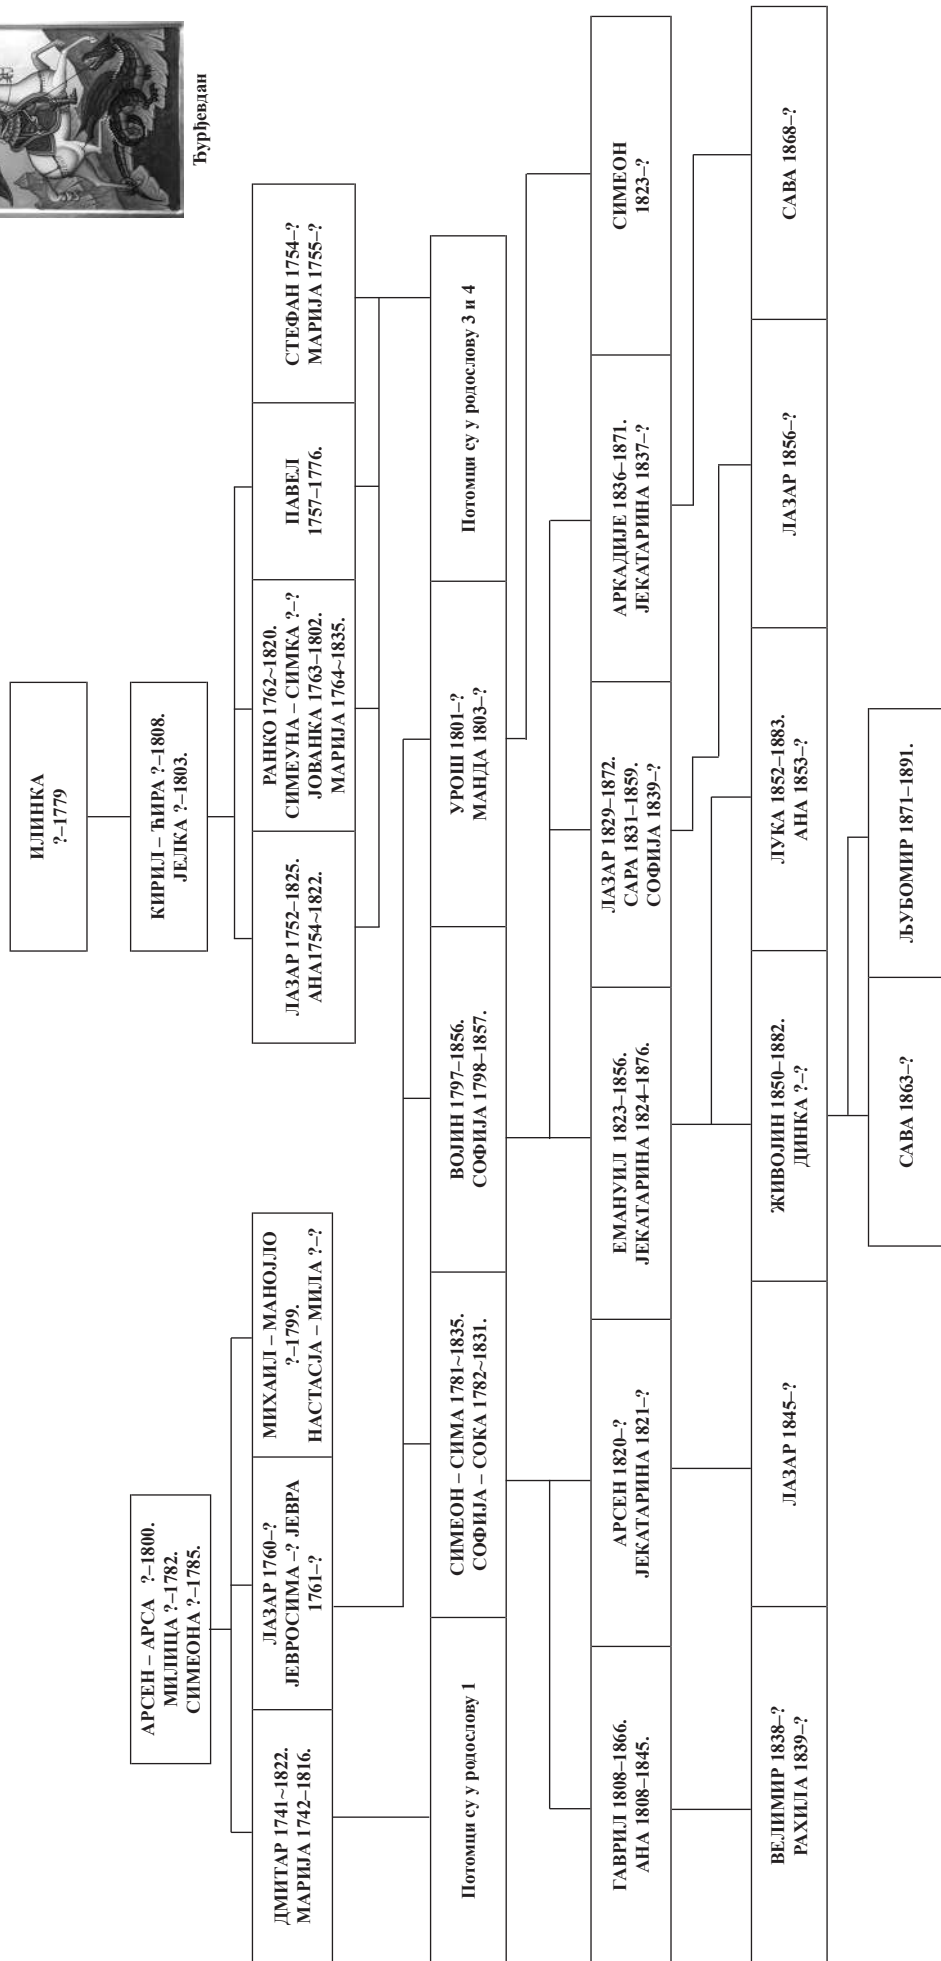 Ђурђевдан
ИЛИНКА
?–1779
АРСЕН – АРСА ?–1800.
МИЛИЦА ?–1782.
СИМЕОНА ?–1785.
КИРИЛ – ЋИРА ?–1808.
ЈЕЛКА ?–1803.
ДМИТАР 1741~1822.
МАРИЈА 1742–1816.
ЛАЗАР 1760–?
ЈЕВРОСИМА –? ЈЕВРА
1761–?
МИХАИЛ – МАНОЈЛО
?–1799.
НАСТАСЈА – МИЛА ?–?
ЛАЗАР 1752–1825.
АНА1754~1822.
РАНКО 1762~1820.
СИМЕУНА – СИМКА ?–?
ЈОВАНКА 1763–1802.
МАРИЈА 1764~1835.
ПАВЕЛ
1757–1776.
СТЕФАН 1754–?
МАРИЈА 1755–?
Потомци су у родослову 1
СИМЕОН – СИМА 1781~1835.
СОФИЈА – СОКА 1782~1831.
ВОЈИН 1797–1856.
СОФИЈА 1798–1857.
УРОШ 1801–?
МАНДА 1803–?
Потомци су у родослову 3 и 4
ГАВРИЛ 1808–1866.
АНА 1808–1845.
АРСЕН 1820–?
ЈЕКАТАРИНА 1821–?
ЕМАНУИЛ 1823–1856.
ЈЕКАТАРИНА 1824–1876.
ЛАЗАР 1829–1872.
САРА 1831–1859.
СОФИЈА 1839–?
АРКАДИЈЕ 1836–1871.
ЈЕКАТАРИНА 1837–?
СИМЕОН
1823–?
ВЕЛИМИР 1838–?
РАХИЛА 1839–?
ЛАЗАР 1845–?
ЖИВОЈИН 1850–1882.
ДИНКА ?–?
ЛУКА 1852–1883.
АНА 1853–?
ЛАЗАР 1856–?
САВА 1868–?
САВА 1863–?
ЉУБОМИР 1871–1891.